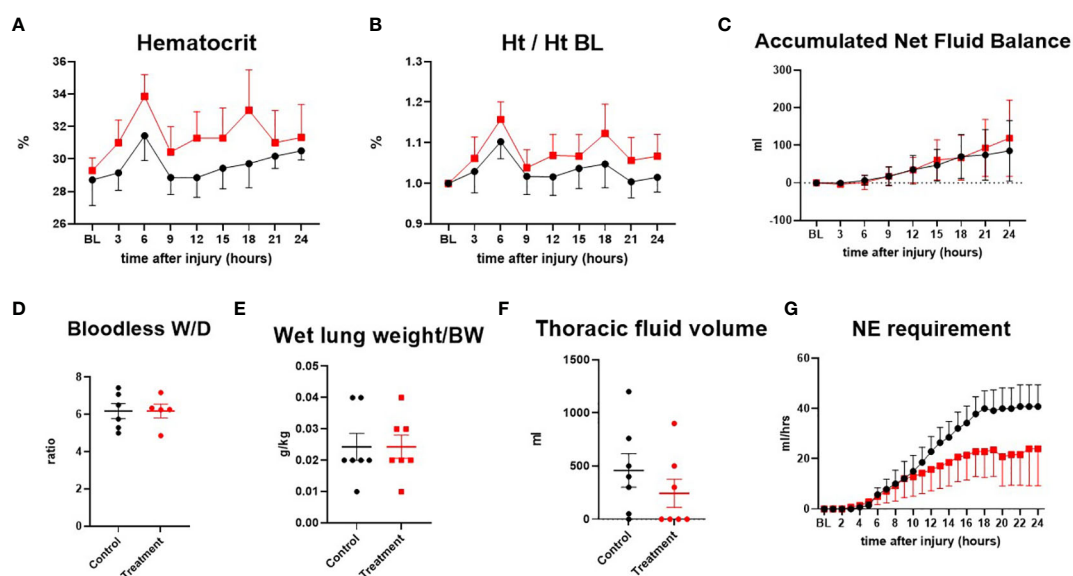 A
Hematocrit
%
36
34
32
30
28
26
BL 3 6 9 12 15 18 21 24
time after injury (hours)
B
Ht / Ht BL
%
1.2
1.1
1.0
0.9
BL 3 6 9 12 15 18 21 24
time after injury (hours)
C
Accumulated Net Fluid Balance
ml
300
200
100
0
-100
BL 3 6 9 12 15 18 21 24
time after injury (hours)
D
Bloodless W/D
ratio
8
6
4
2
0
Control Treatment
E
Wet lung weight/BW
g/kg
0.05
0.04
0.03
0.02
0.01
0.00
Control Treatment
F
Thoracic fluid volume
ml
1500
1000
500
0
Control Treatment
G
NE requirement
ml/hrs
60
40
20
0
BL 2 4 6 8 10 12 14 16 18 20 22 24
time after injury (hours)